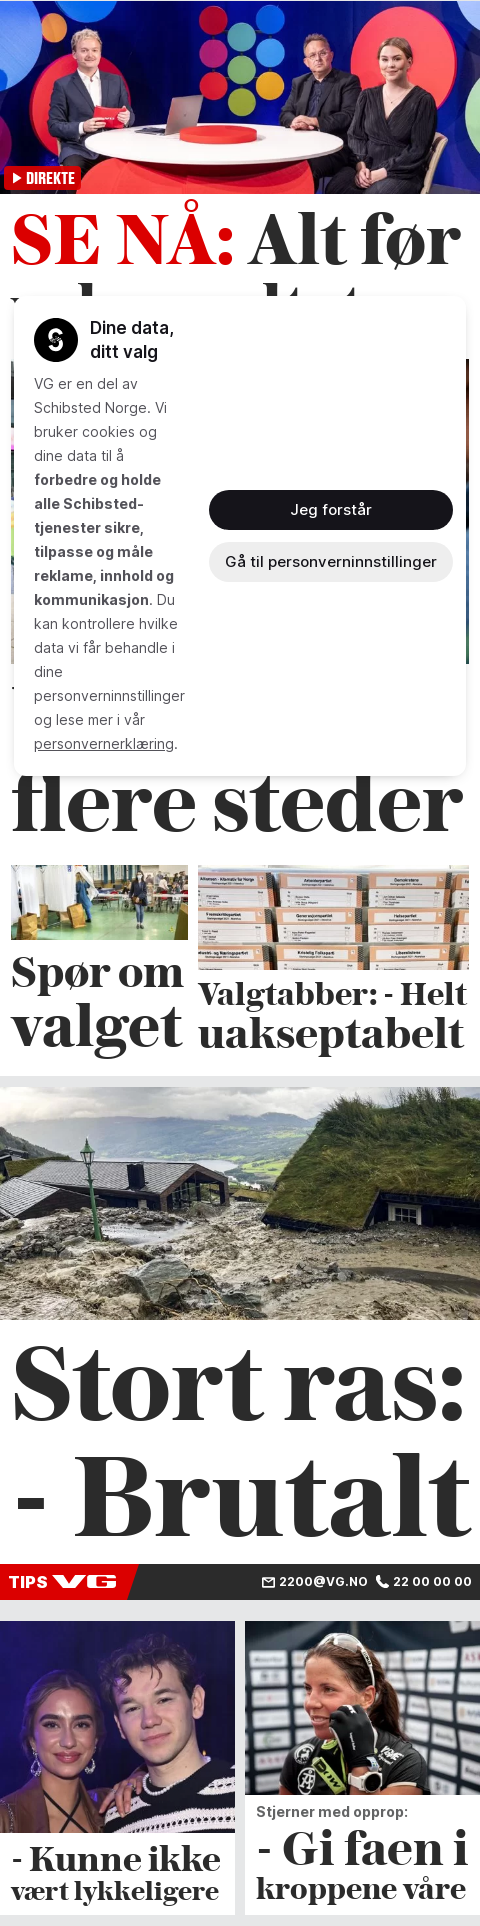 DIREKTE
SE NÅ: Alt før
Dine data,
ditt valg
VG er en del av
Schibsted Norge. Vi
bruker cookies og
dine data til å
forbedre og holde
alle Schibsted-
tjenester sikre,
tilpasse og måle
reklame, innhold og
kommunikasjon. Du
kan kontrollere hvilke
data vi får behandle i
dine
personverninnstillinger
og lese mer i vår
personvernerklæring.
Jeg forstår
Gå til personverninnstillinger
flere steder
Spør om
valget
Valgtabber: - Helt
uakseptabelt
Stort ras:
- Brutalt
TIPS VG
2200@VG.NO 22 00 00 00
- Kunne ikke
vært lykkeligere
Stjerner med opprop:
- Gi faen i
kroppene våre